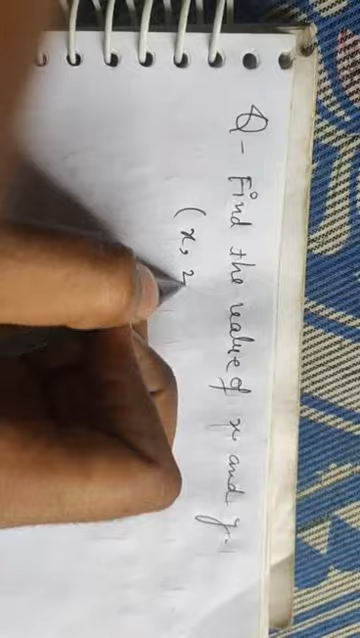 Q - Find the value of x and y -
(x, 2